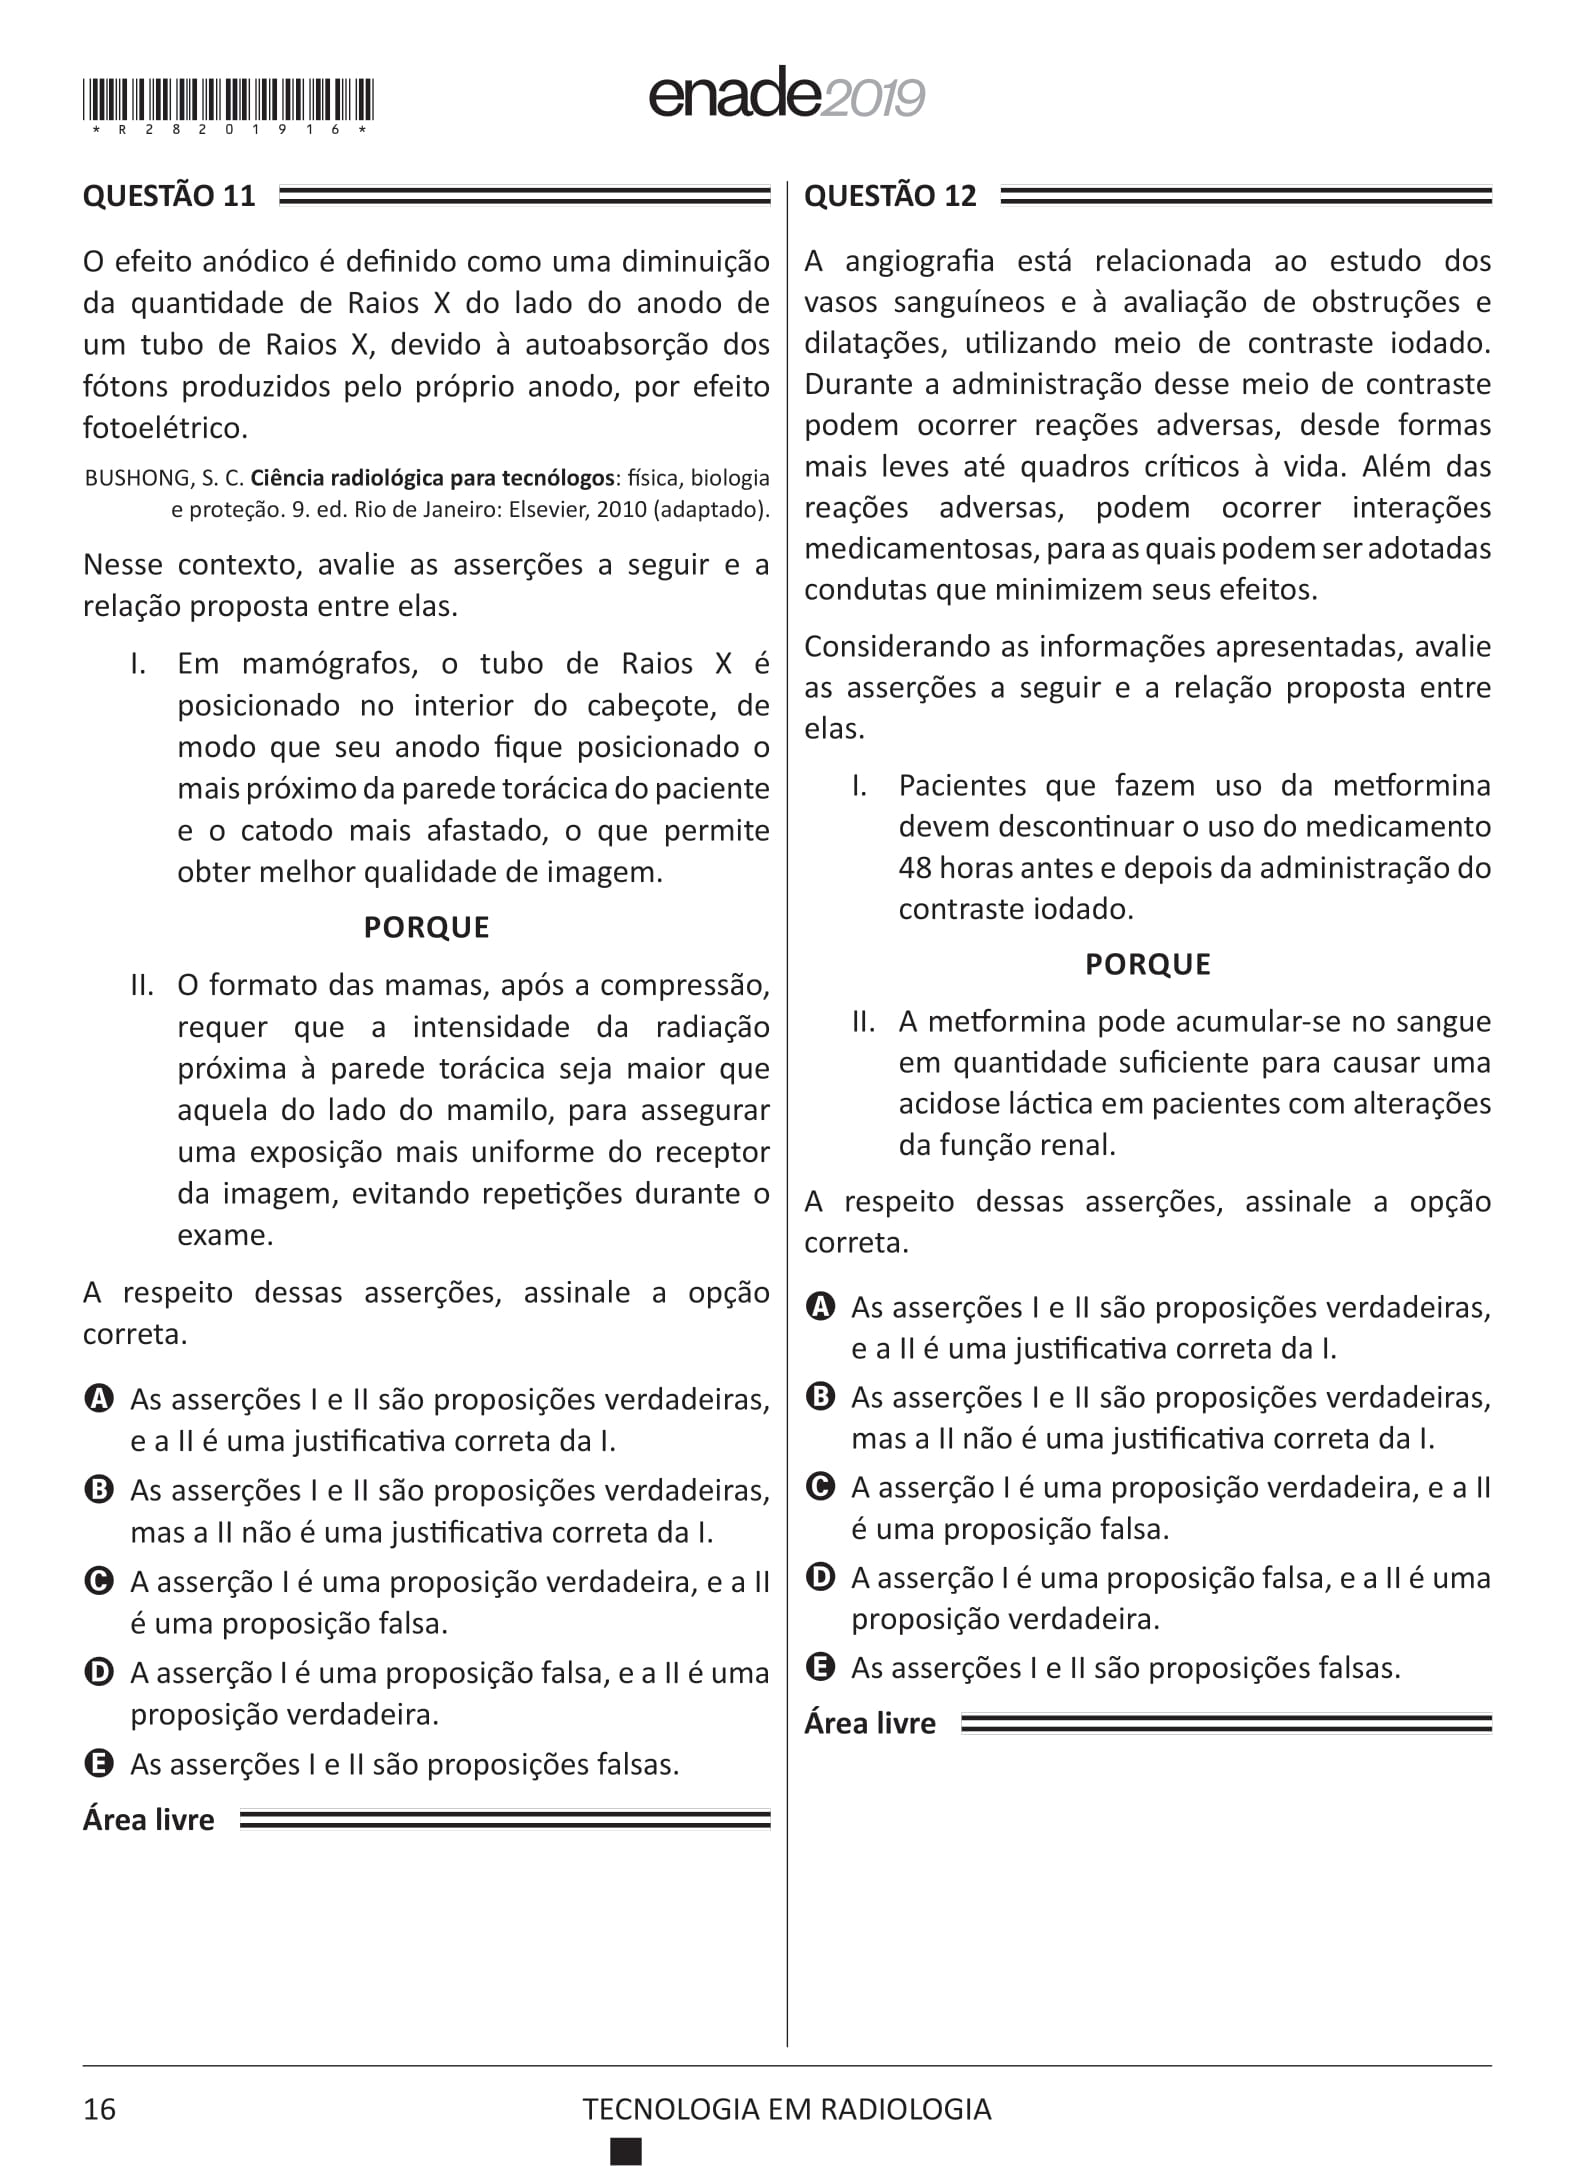 *R28201916*
enade2019
QUESTÃO 11
O efeito anódico é definido como uma diminuição
da quantidade de Raios X do lado do anodo de
um tubo de Raios X, devido à autoabsorção dos
fótons produzidos pelo próprio anodo, por efeito
fotoelétrico.
BUSHONG, S. C. Ciência radiológica para tecnólogos: física, biologia
e proteção. 9. ed. Rio de Janeiro: Elsevier, 2010 (adaptado).
Nesse contexto, avalie as asserções a seguir e a
relação proposta entre elas.
I. Em mamógrafos, o tubo de Raios X é
posicionado no interior do cabeçote, de
modo que seu anodo fique posicionado o
mais próximo da parede torácica do paciente
e o catodo mais afastado, o que permite
obter melhor qualidade de imagem.
PORQUE
II. O formato das mamas, após a compressão,
requer que a intensidade da radiação
próxima à parede torácica seja maior que
aquela do lado do mamilo, para assegurar
uma exposição mais uniforme do receptor
da imagem, evitando repetições durante o
exame.
A respeito dessas asserções, assinale a opção
correta.
A As asserções I e II são proposições verdadeiras,
e a II é uma justificativa correta da I.
B As asserções I e II são proposições verdadeiras,
mas a II não é uma justificativa correta da I.
C A asserção I é uma proposição verdadeira, e a II
é uma proposição falsa.
D A asserção I é uma proposição falsa, e a II é uma
proposição verdadeira.
E As asserções I e II são proposições falsas.
Área livre
QUESTÃO 12
A angiografia está relacionada ao estudo dos
vasos sanguíneos e à avaliação de obstruções e
dilatações, utilizando meio de contraste iodado.
Durante a administração desse meio de contraste
podem ocorrer reações adversas, desde formas
mais leves até quadros críticos à vida. Além das
reações adversas, podem ocorrer interações
medicamentosas, para as quais podem ser adotadas
condutas que minimizem seus efeitos.
Considerando as informações apresentadas, avalie
as asserções a seguir e a relação proposta entre
elas.
I. Pacientes que fazem uso da metformina
devem descontinuar o uso do medicamento
48 horas antes e depois da administração do
contraste iodado.
PORQUE
II. A metformina pode acumular-se no sangue
em quantidade suficiente para causar uma
acidose láctica em pacientes com alterações
da função renal.
A respeito dessas asserções, assinale a opção
correta.
A As asserções I e II são proposições verdadeiras,
e a II é uma justificativa correta da I.
B As asserções I e II são proposições verdadeiras,
mas a II não é uma justificativa correta da I.
C A asserção I é uma proposição verdadeira, e a II
é uma proposição falsa.
D A asserção I é uma proposição falsa, e a II é uma
proposição verdadeira.
E As asserções I e II são proposições falsas.
Área livre
16
TECNOLOGIA EM RADIOLOGIA